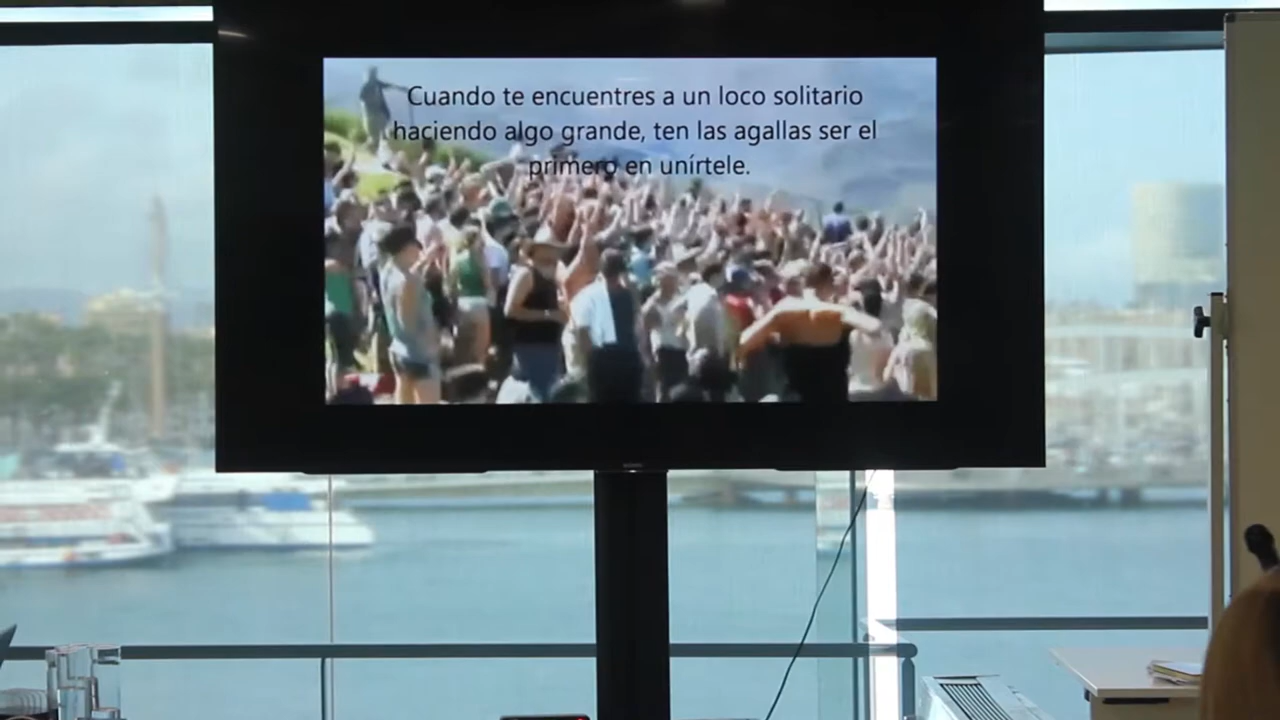 Cuando te encuentres a un loco solitario
haciendo algo grande, ten las agallas ser el
primero en unírtele.